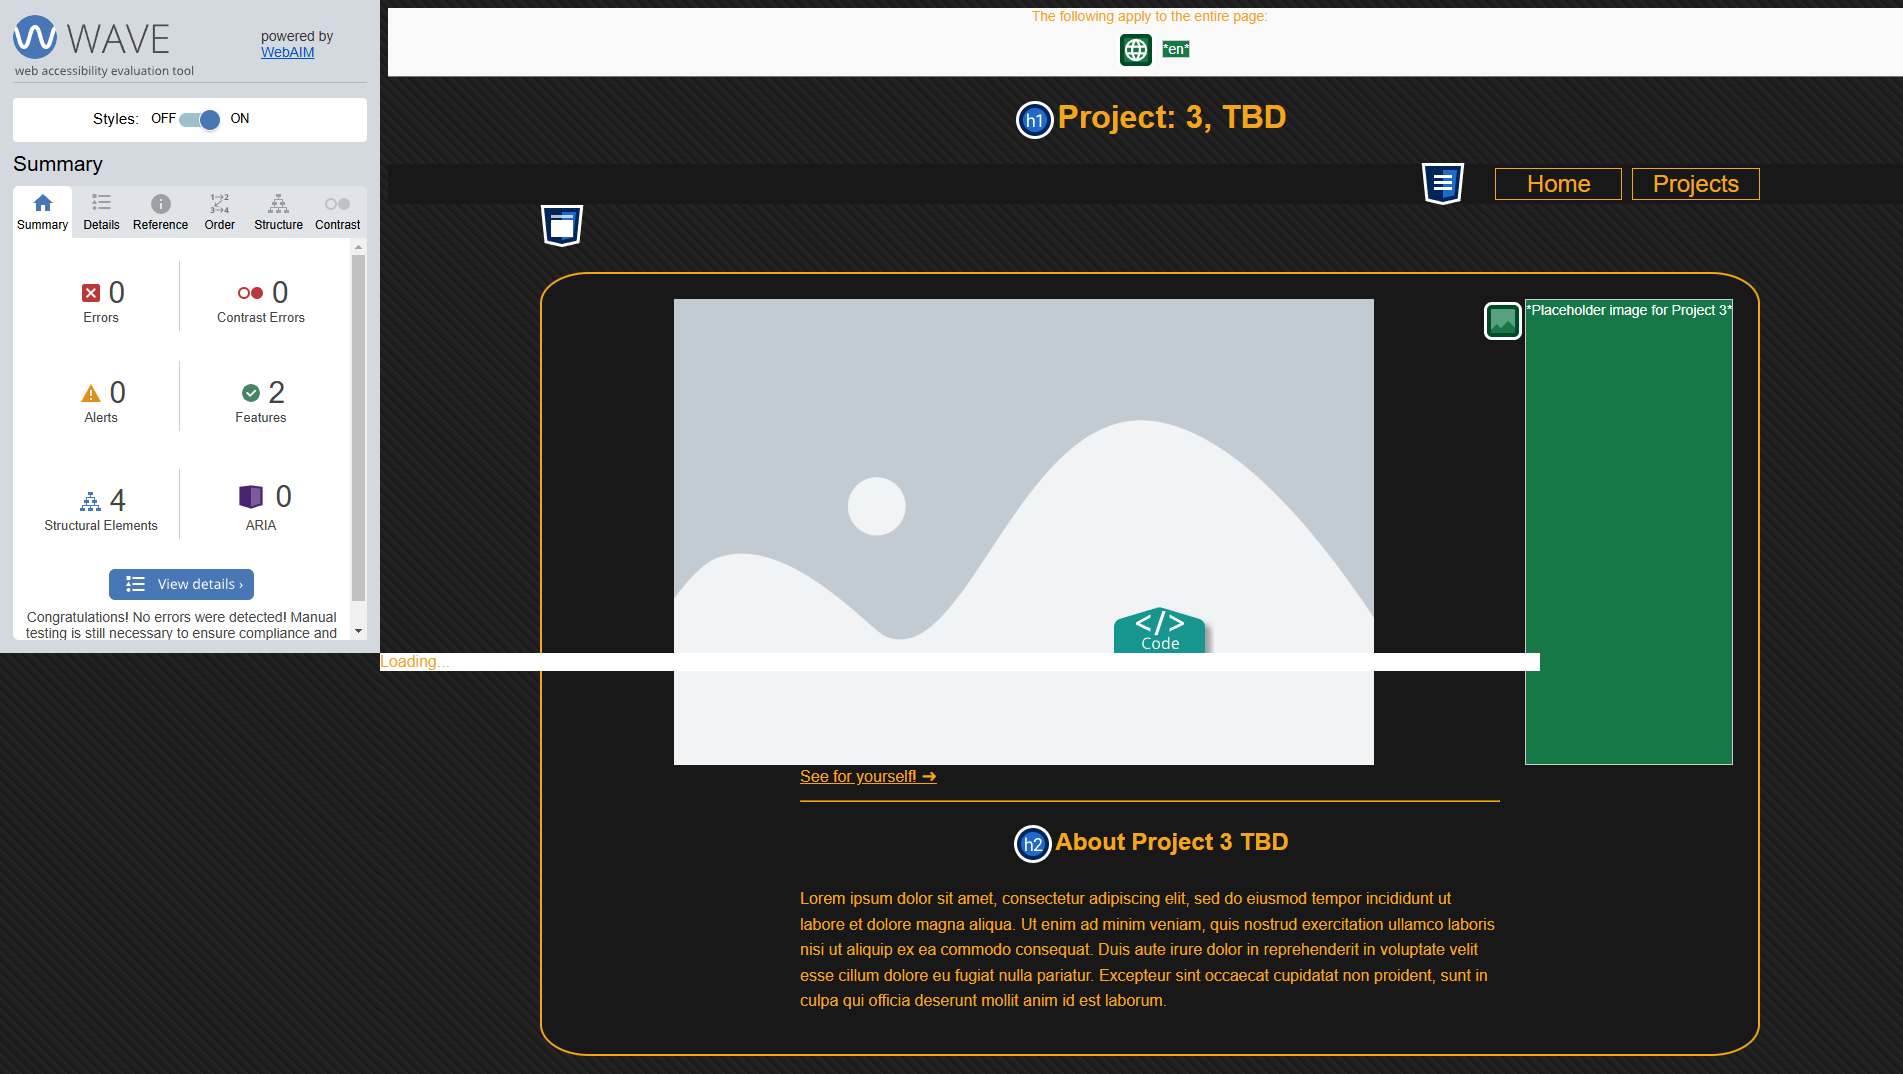 WAVE
web accessibility evaluation tool
powered by
WebAIM
Styles: OFF ON
Summary
Summary Details Reference Order Structure Contrast
1 2
3 4
0
Errors
0
Contrast Errors
0
Alerts
2
Features
4
Structural Elements
0
ARIA
View details ›
Congratulations! No errors were detected! Manual
testing is still necessary to ensure compliance and
The following apply to the entire page:
*en*
h1 Project: 3, TBD
Home Projects
*Placeholder image for Project 3*
</>
Code
Loading...
See for yourself! ➜
h2 About Project 3 TBD
Lorem ipsum dolor sit amet, consectetur adipiscing elit, sed do eiusmod tempor incididunt ut
labore et dolore magna aliqua. Ut enim ad minim veniam, quis nostrud exercitation ullamco laboris
nisi ut aliquip ex ea commodo consequat. Duis aute irure dolor in reprehenderit in voluptate velit
esse cillum dolore eu fugiat nulla pariatur. Excepteur sint occaecat cupidatat non proident, sunt in
culpa qui officia deserunt mollit anim id est laborum.